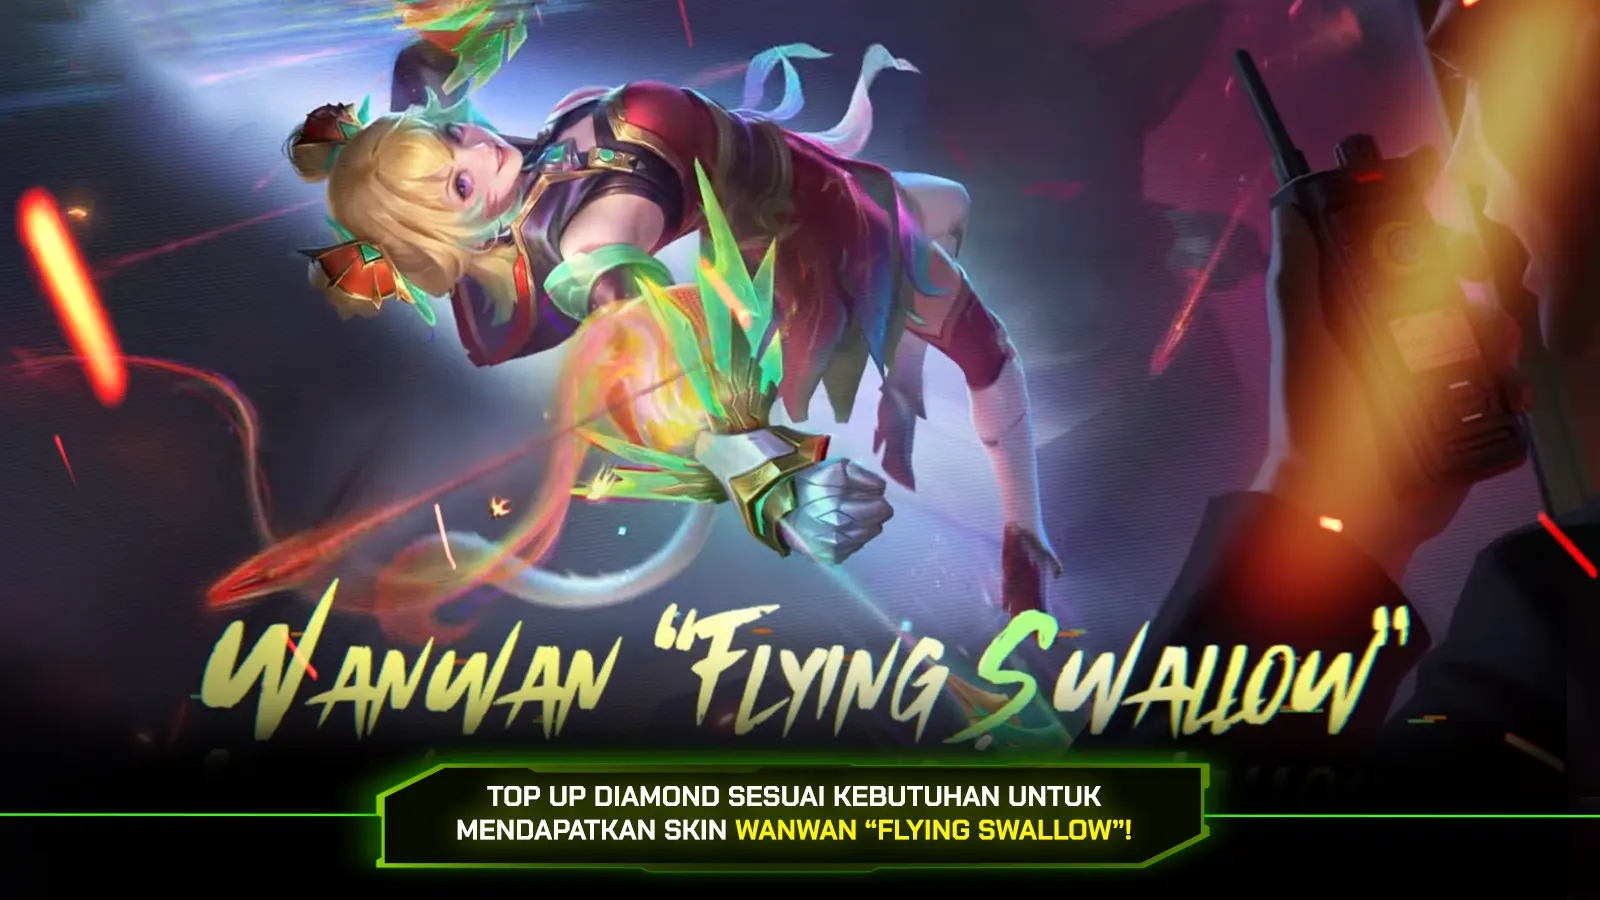 WANWAN “FLYING SWALLOW”
TOP UP DIAMOND SESUAI KEBUTUHAN UNTUK
MENDAPATKAN SKIN WANWAN “FLYING SWALLOW”!